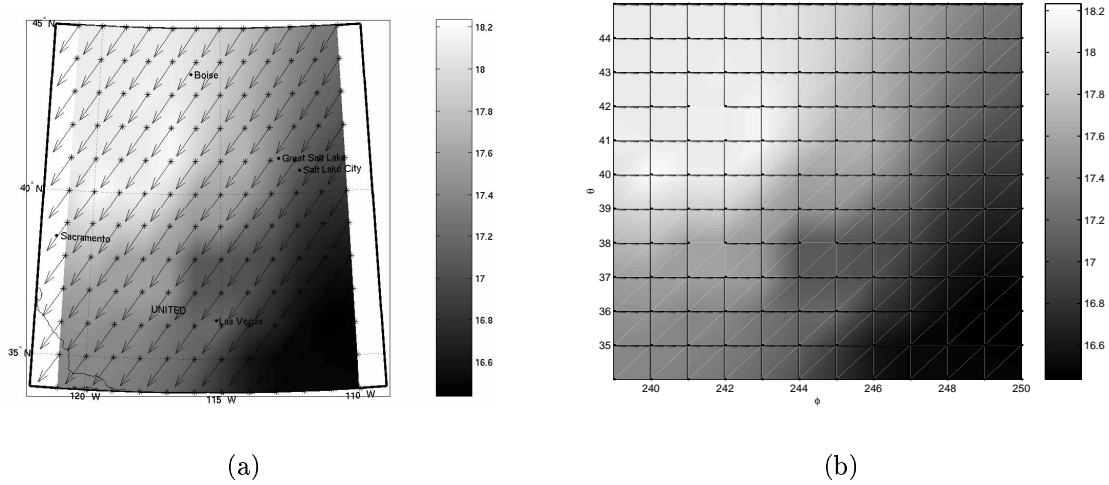 45° N
40° N
35° N
120° W
115° W
110° W
Boise
Great Salt Lake
Salt Lake City
Sacramento
UNITED
Las Vegas
18.2
18
17.8
17.6
17.4
17.2
17
16.8
16.6
(a)
44
43
42
41
40
39
38
37
36
35
θ
240
242
244
246
248
250
ϕ
18.2
18
17.8
17.6
17.4
17.2
17
16.8
16.6
(b)